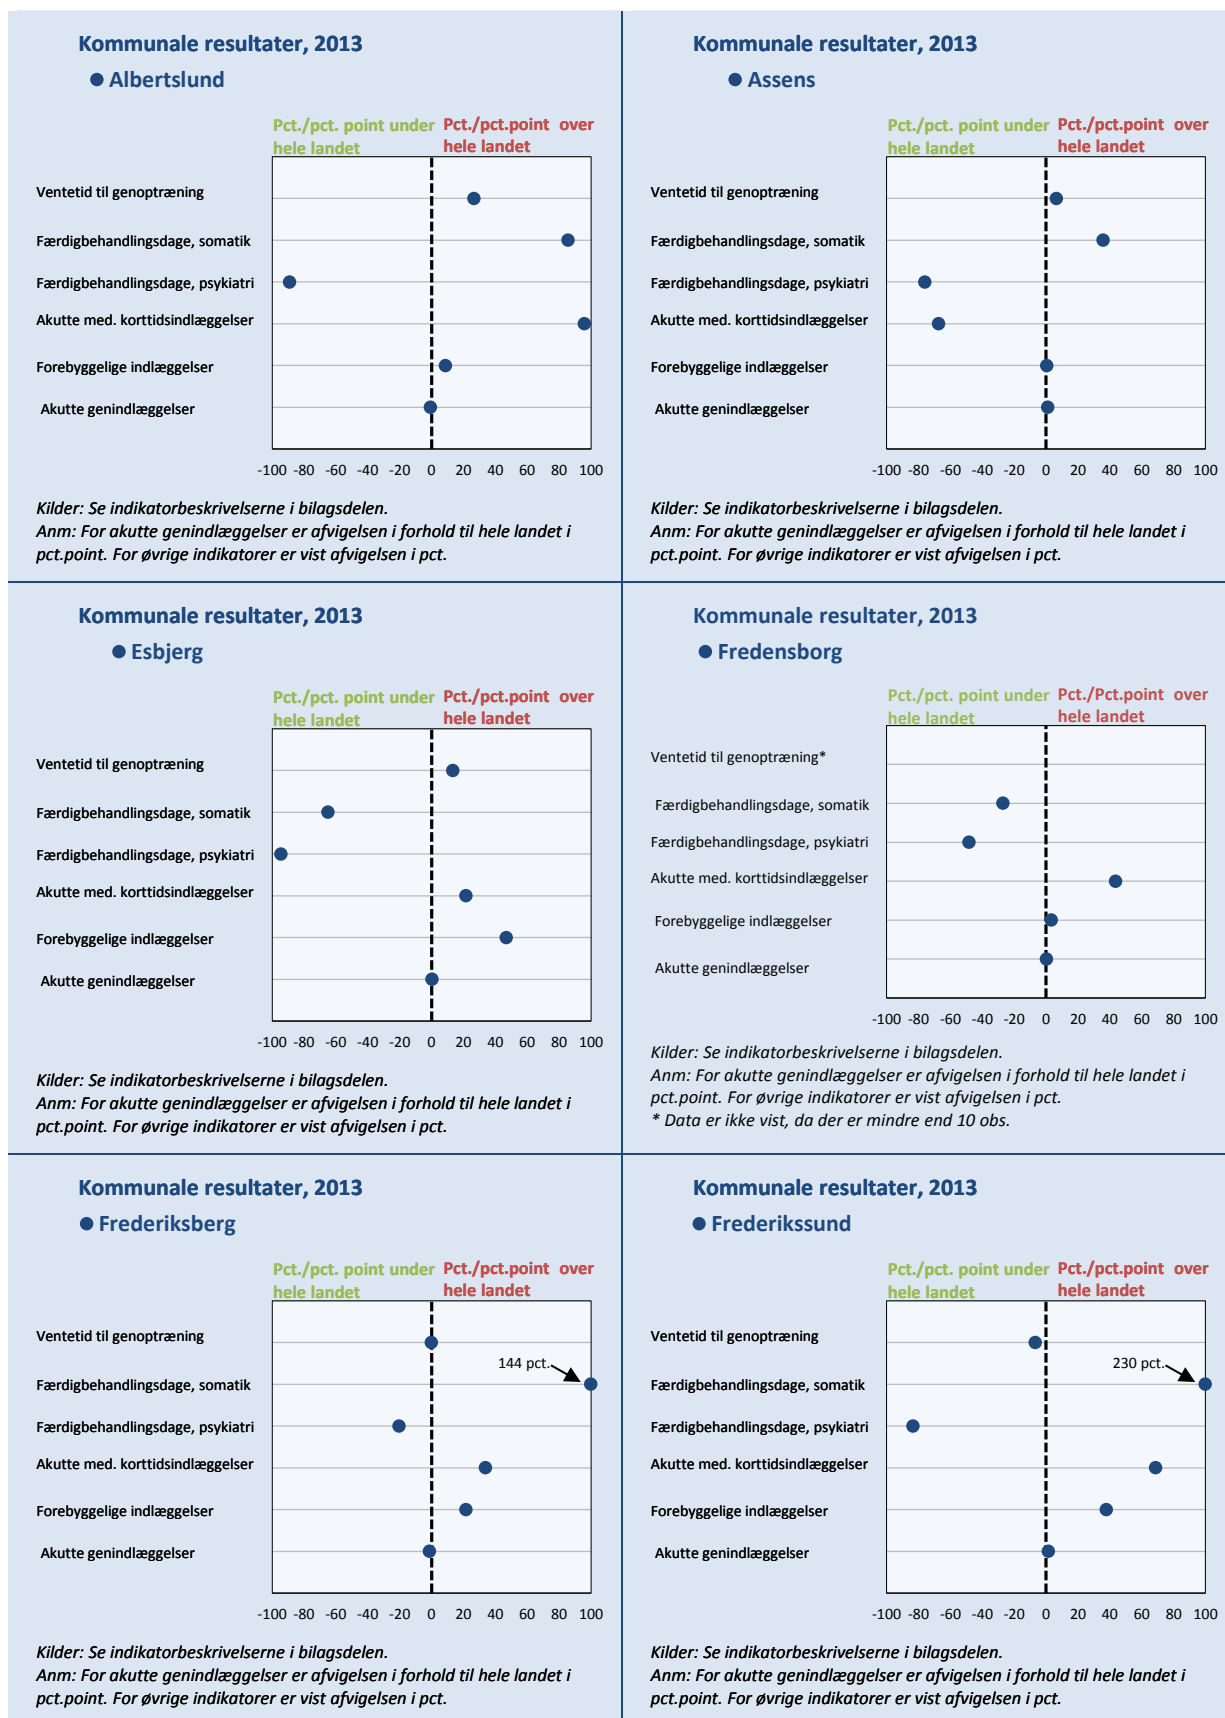 Kommunale resultater, 2013
Albertslund
Pct./pct. point under
hele landet
Pct./pct.point over
hele landet
Ventetid til genoptræning
Færdigbehandlingsdage, somatik
Færdigbehandlingsdage, psykiatri
Akutte med. korttidsindlæggelser
Forebyggelige indlæggelser
Akutte genindlæggelser
-100 -80 -60 -40 -20 0 20 40 60 80 100
Kilder: Se indikatorbeskrivelserne i bilagsdelen.
Anm: For akutte genindlæggelser er afvigelsen i forhold til hele landet i
pct.point. For øvrige indikatorer er vist afvigelsen i pct.
Kommunale resultater, 2013
Assens
Pct./pct. point under
hele landet
Pct./pct.point over
hele landet
Ventetid til genoptræning
Færdigbehandlingsdage, somatik
Færdigbehandlingsdage, psykiatri
Akutte med. korttidsindlæggelser
Forebyggelige indlæggelser
Akutte genindlæggelser
-100 -80 -60 -40 -20 0 20 40 60 80 100
Kilder: Se indikatorbeskrivelserne i bilagsdelen.
Anm: For akutte genindlæggelser er afvigelsen i forhold til hele landet i
pct.point. For øvrige indikatorer er vist afvigelsen i pct.
Kommunale resultater, 2013
Esbjerg
Pct./pct. point under
hele landet
Pct./pct.point over
hele landet
Ventetid til genoptræning
Færdigbehandlingsdage, somatik
Færdigbehandlingsdage, psykiatri
Akutte med. korttidsindlæggelser
Forebyggelige indlæggelser
Akutte genindlæggelser
-100 -80 -60 -40 -20 0 20 40 60 80 100
Kilder: Se indikatorbeskrivelserne i bilagsdelen.
Anm: For akutte genindlæggelser er afvigelsen i forhold til hele landet i
pct.point. For øvrige indikatorer er vist afvigelsen i pct.
Kommunale resultater, 2013
Fredensborg
Pct./pct. point under
hele landet
Pct./Pct.point over
hele landet
Ventetid til genoptræning*
Færdigbehandlingsdage, somatik
Færdigbehandlingsdage, psykiatri
Akutte med. korttidsindlæggelser
Forebyggelige indlæggelser
Akutte genindlæggelser
-100 -80 -60 -40 -20 0 20 40 60 80 100
Kilder: Se indikatorbeskrivelserne i bilagsdelen.
Anm: For akutte genindlæggelser er afvigelsen i forhold til hele landet i
pct.point. For øvrige indikatorer er vist afvigelsen i pct.
* Data er ikke vist, da der er mindre end 10 obs.
Kommunale resultater, 2013
Frederiksberg
Pct./pct. point under
hele landet
Pct./pct.point over
hele landet
Ventetid til genoptræning
144 pct.
Færdigbehandlingsdage, somatik
Færdigbehandlingsdage, psykiatri
Akutte med. korttidsindlæggelser
Forebyggelige indlæggelser
Akutte genindlæggelser
-100 -80 -60 -40 -20 0 20 40 60 80 100
Kilder: Se indikatorbeskrivelserne i bilagsdelen.
Anm: For akutte genindlæggelser er afvigelsen i forhold til hele landet i
pct.point. For øvrige indikatorer er vist afvigelsen i pct.
Kommunale resultater, 2013
Frederikssund
Pct./pct. point under
hele landet
Pct./pct.point over
hele landet
Ventetid til genoptræning
230 pct.
Færdigbehandlingsdage, somatik
Færdigbehandlingsdage, psykiatri
Akutte med. korttidsindlæggelser
Forebyggelige indlæggelser
Akutte genindlæggelser
-100 -80 -60 -40 -20 0 20 40 60 80 100
Kilder: Se indikatorbeskrivelserne i bilagsdelen.
Anm: For akutte genindlæggelser er afvigelsen i forhold til hele landet i
pct.point. For øvrige indikatorer er vist afvigelsen i pct.